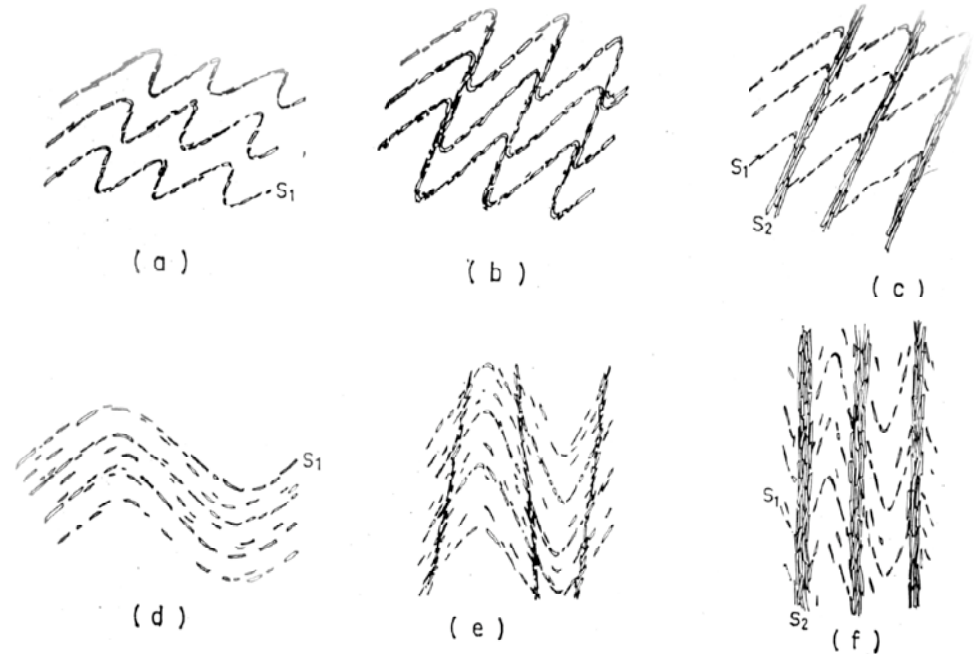 S1
( a )
( b )
S1
S2
( c )
S1
( d )
( e )
S1
S2
( f )